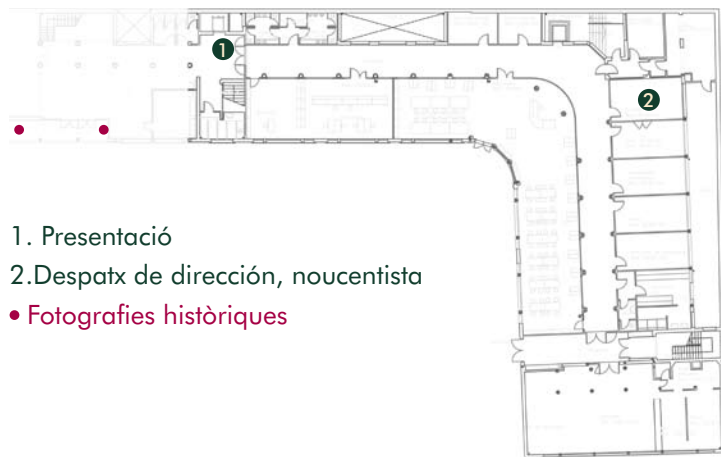 1
2
1. Presentació
2.Despatx de dirección, noucentista
• Fotografies històriques